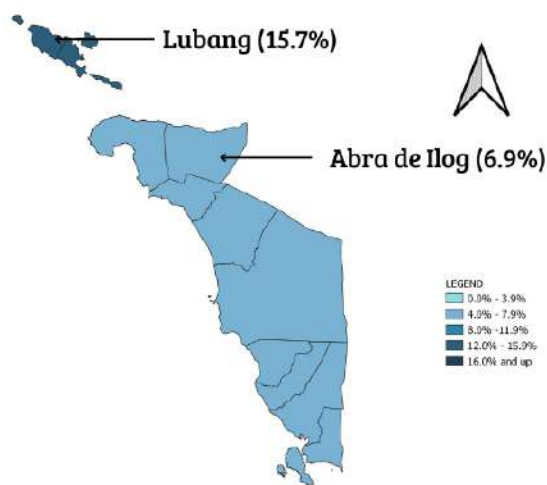 Lubang (15.7%)
Abra de Ilog (6.9%)
LEGEND
0.0% - 3.9%
4.0% - 7.9%
8.0% -11.9%
12.0% - 15.9%
16.0% and up